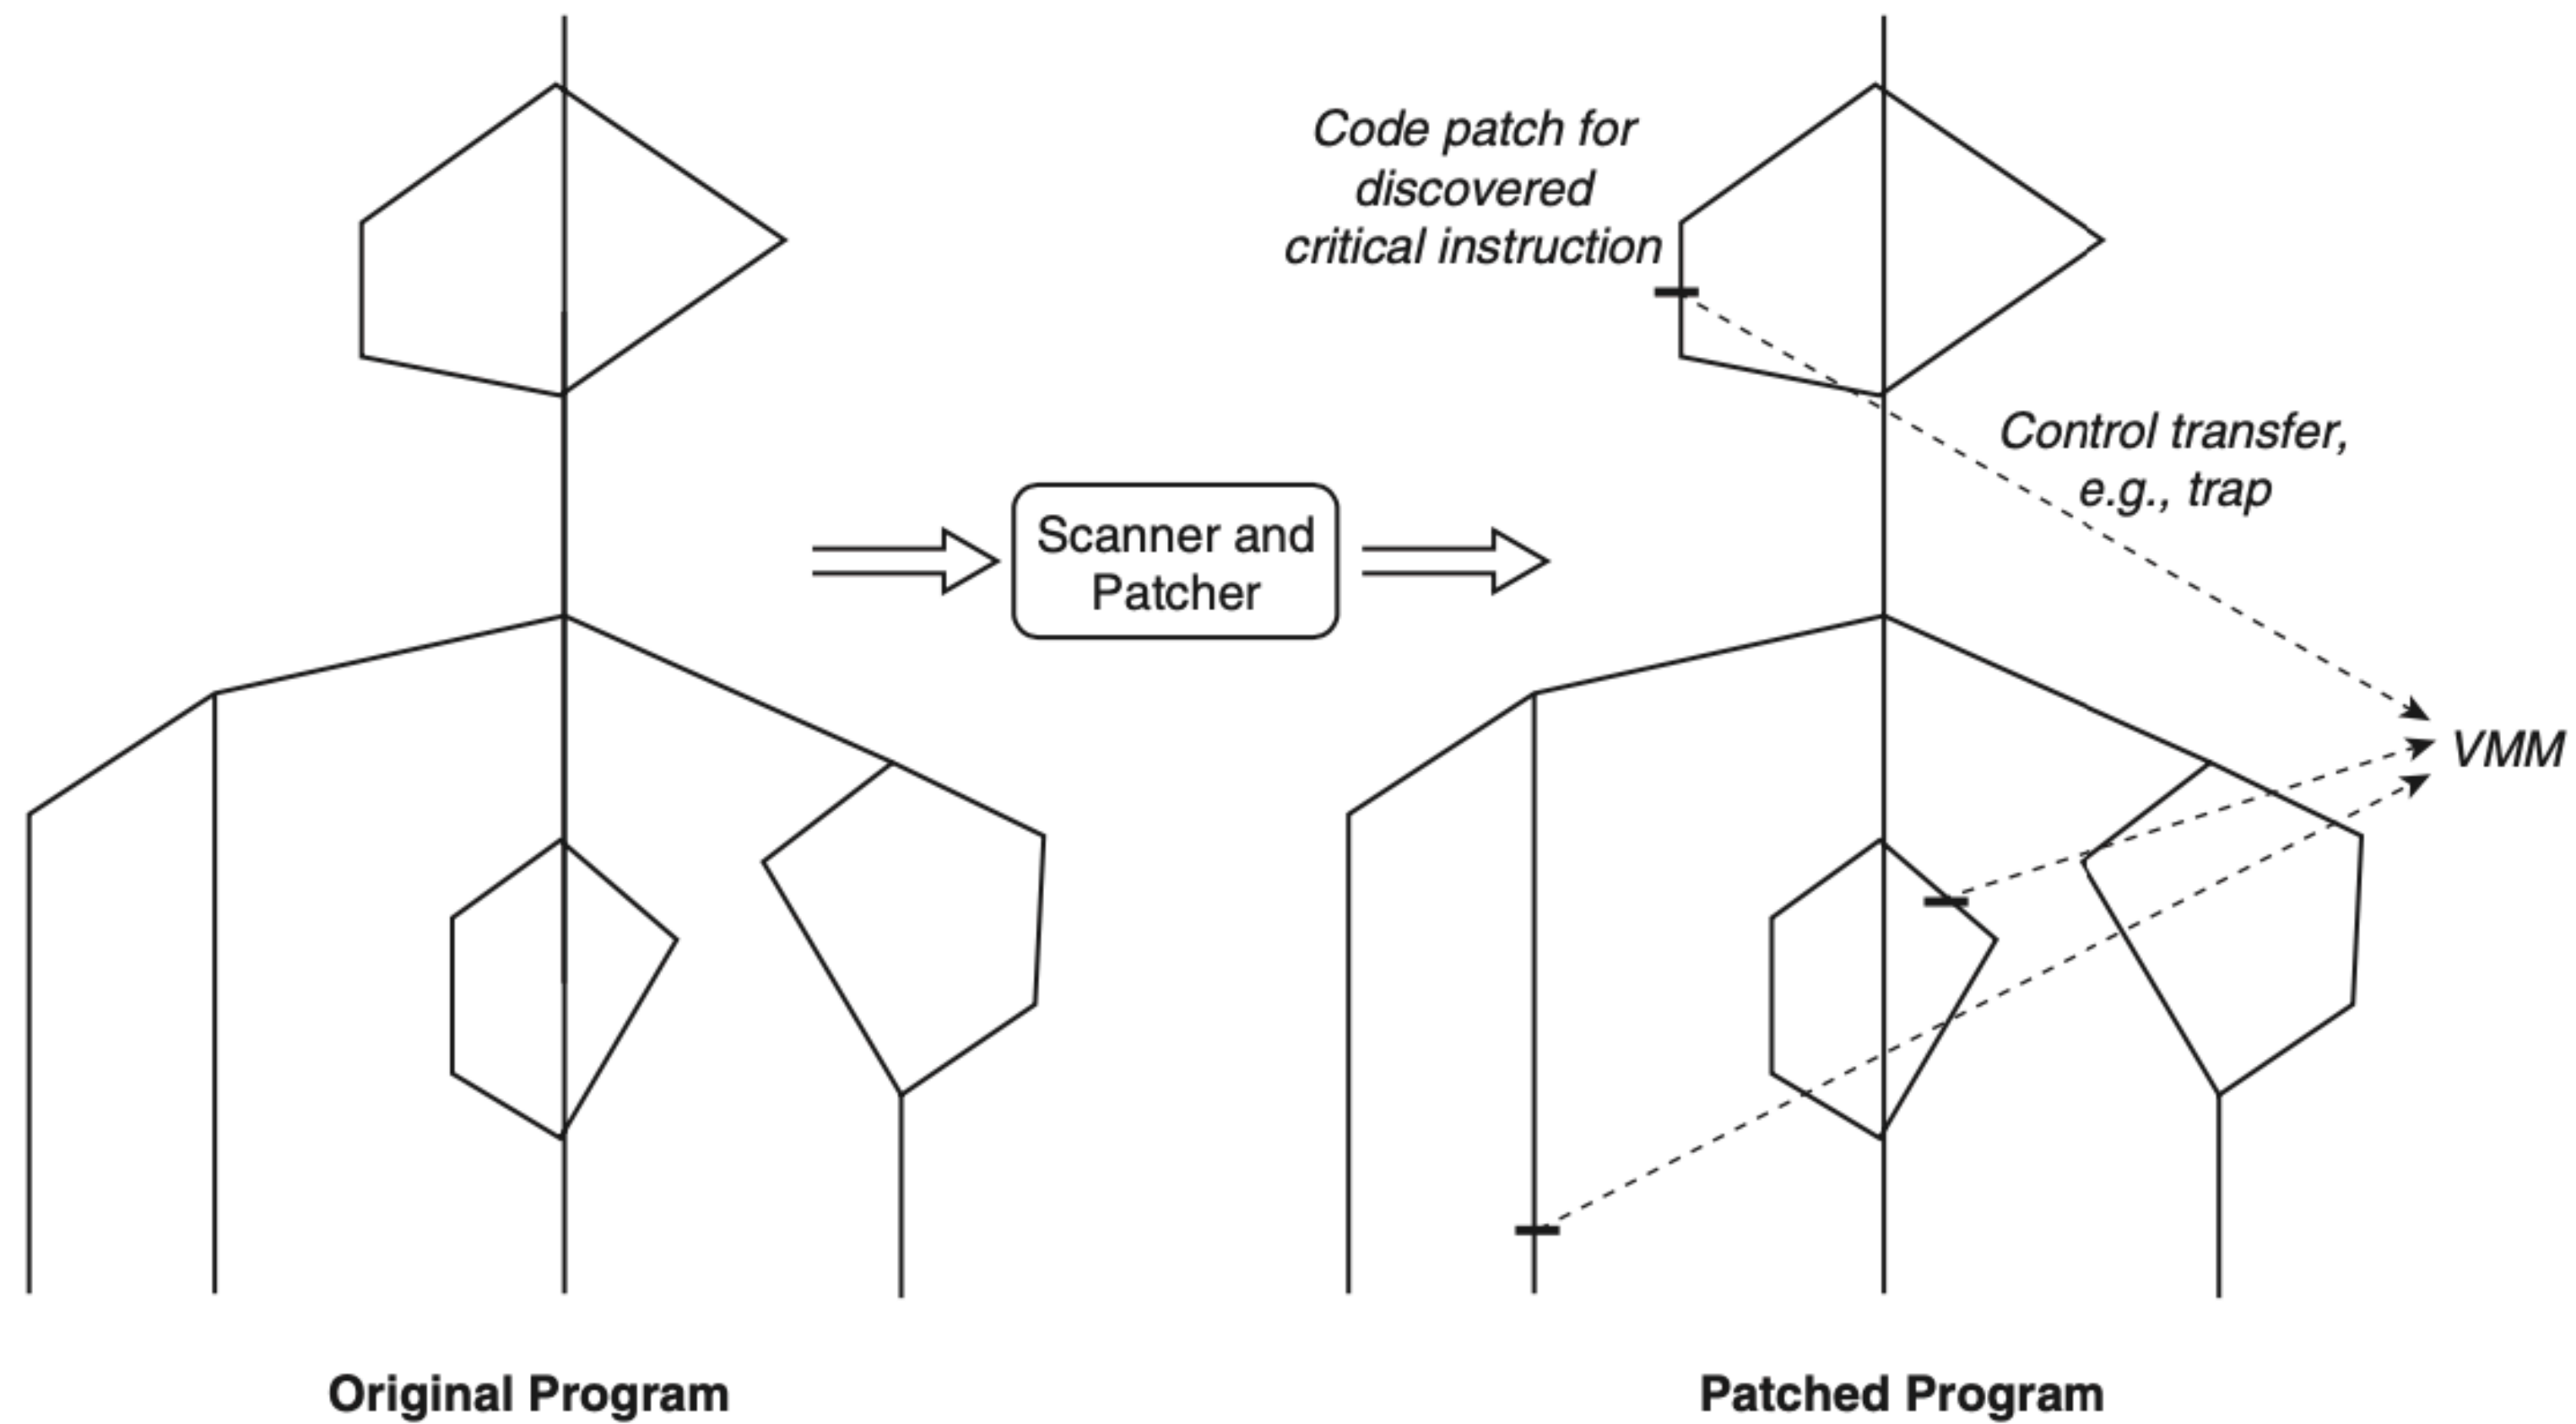 Code patch for
discovered
critical instruction
Control transfer,
e.g., trap
Scanner and
Patcher
VMM
Original Program
Patched Program